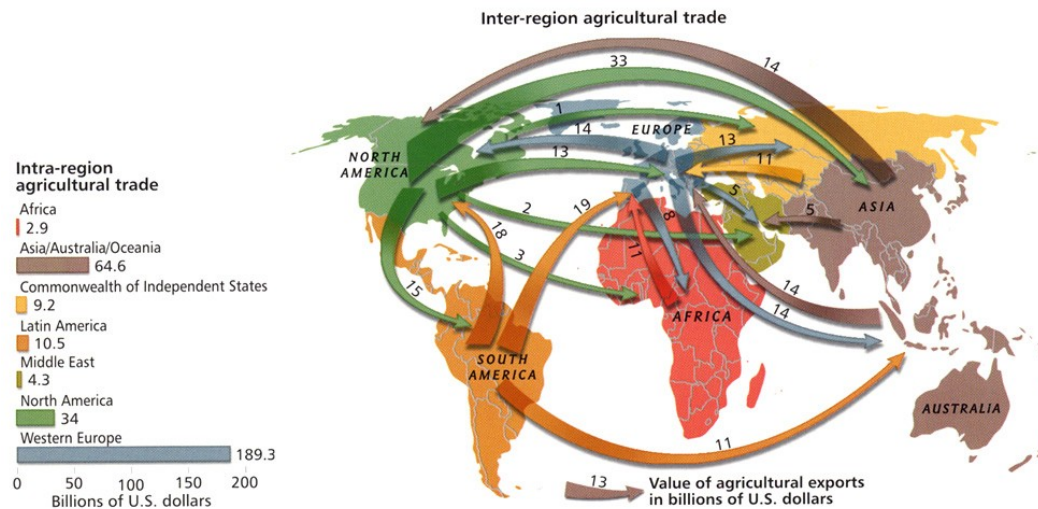 Inter-region agricultural trade
14
33
1
EUROPE
14
13
NORTH
AMERICA
13
11
Intra-region
agricultural trade
Africa
2.9
Asia/Australia/Oceania
64.6
Commonwealth of Independent States
9.2
Latin America
10.5
Middle East
4.3
North America
34
Western Europe
189.3
0 50 100 150 200
Billions of U.S. dollars
5
ASIA
2
19
8
5
18
3
11
15
14
14
AFRICA
SOUTH
AMERICA
AUSTRALIA
11
13
Value of agricultural exports
in billions of U.S. dollars